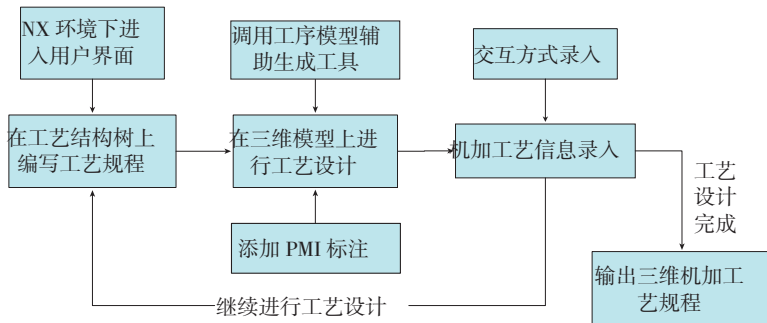 NX 环境下进
入用户界面
调用工序模型辅
助生成工具
交互方式录入
在工艺结构树上
编写工艺规程
在三维模型上进
行工艺设计
机加工艺信息录入
工艺
设计
完成
添加 PMI 标注
输出三维机加工
艺规程
继续进行工艺设计